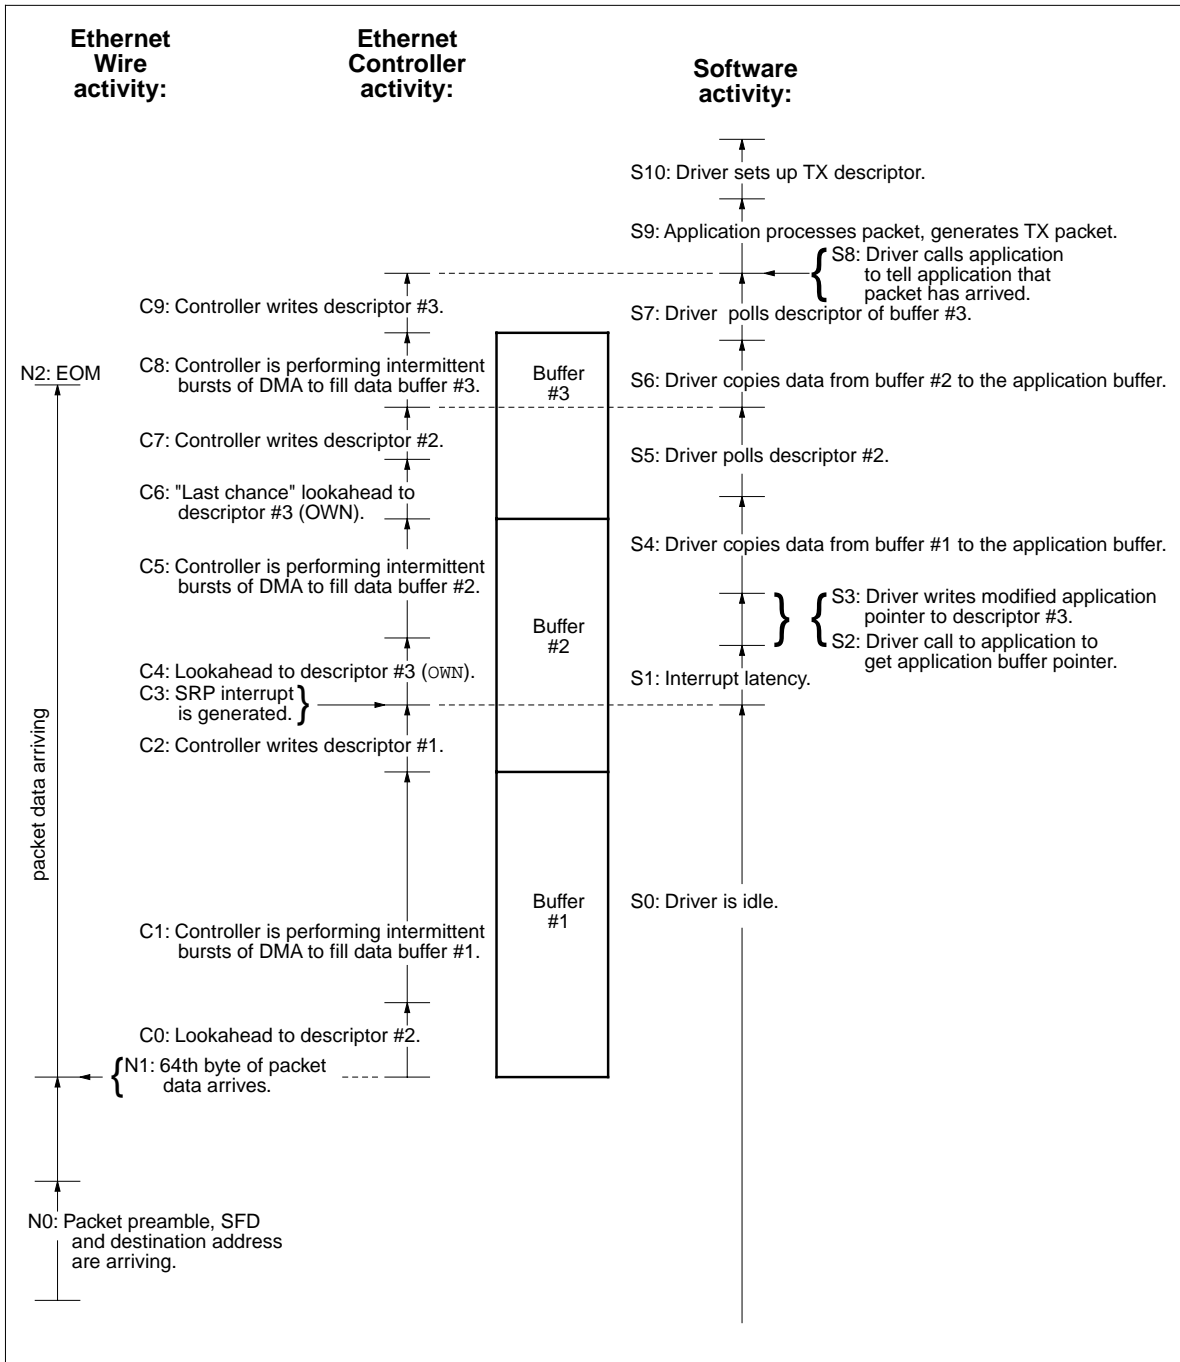 Ethernet
Wire
activity:
Ethernet
Controller
activity:
Software
activity:
S10: Driver sets up TX descriptor.
S9: Application processes packet, generates TX packet.
S8: Driver calls application
to tell application that
packet has arrived.
C9: Controller writes descriptor #3.
S7: Driver polls descriptor of buffer #3.
N2: EOM
C8: Controller is performing intermittent
bursts of DMA to fill data buffer #3.
Buffer
#3
S6: Driver copies data from buffer #2 to the application buffer.
C7: Controller writes descriptor #2.
S5: Driver polls descriptor #2.
C6: "Last chance" lookahead to
descriptor #3 (OWN).
S4: Driver copies data from buffer #1 to the application buffer.
C5: Controller is performing intermittent
bursts of DMA to fill data buffer #2.
S3: Driver writes modified application
pointer to descriptor #3.
Buffer
#2
S2: Driver call to application to
get application buffer pointer.
C4: Lookahead to descriptor #3 (OWN).
S1: Interrupt latency.
C3: SRP interrupt
is generated.
C2: Controller writes descriptor #1.
packet data arriving
Buffer
#1
S0: Driver is idle.
C1: Controller is performing intermittent
bursts of DMA to fill data buffer #1.
C0: Lookahead to descriptor #2.
N1: 64th byte of packet
data arrives.
N0: Packet preamble, SFD
and destination address
are arriving.